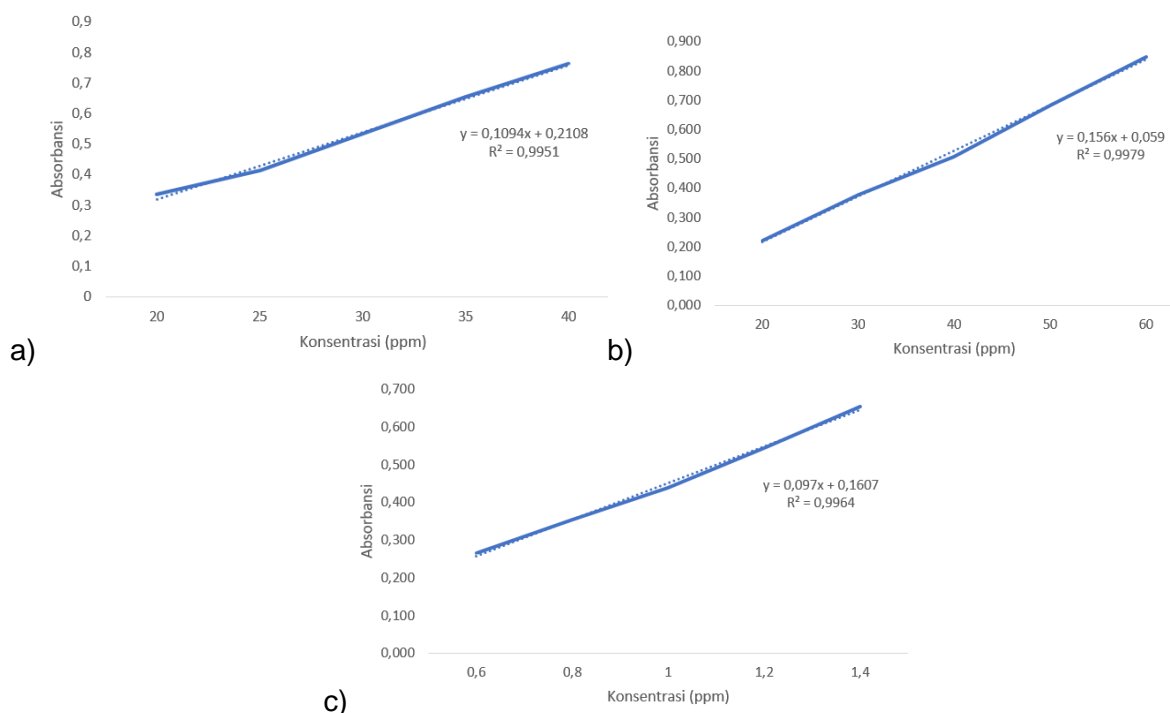 0,9
0,8
0,7
0,6
0,5
0,4
0,3
0,2
0,1
0
Absorbansi
y = 0,1094x + 0,2108
R² = 0,9951
20 25 30 35 40
Konsentrasi (ppm)
a)
0,900
0,800
0,700
0,600
0,500
0,400
0,300
0,200
0,100
0,000
Absorbansi
y = 0,156x + 0,059
R² = 0,9979
20 30 40 50 60
Konsentrasi (ppm)
b)
0,700
0,600
0,500
0,400
0,300
0,200
0,100
0,000
Absorbansi
y = 0,097x + 0,1607
R² = 0,9964
0,6 0,8 1 1,2 1,4
Konsentrasi (ppm)
c)